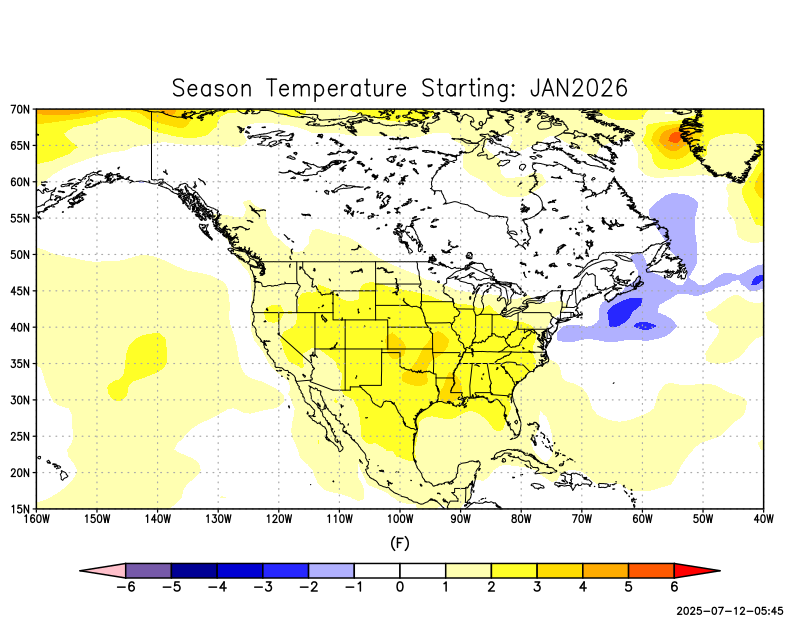 Season Temperature Starting: JAN2026
70N
65N
60N
55N
50N
45N
40N
35N
30N
25N
20N
15N
160W 150W 140W 130W 120W 110W 100W 90W 80W 70W 60W 50W 40W
(F)
−6 −5 −4 −3 −2 −1 0 1 2 3 4 5 6
2025-07-12-05:45